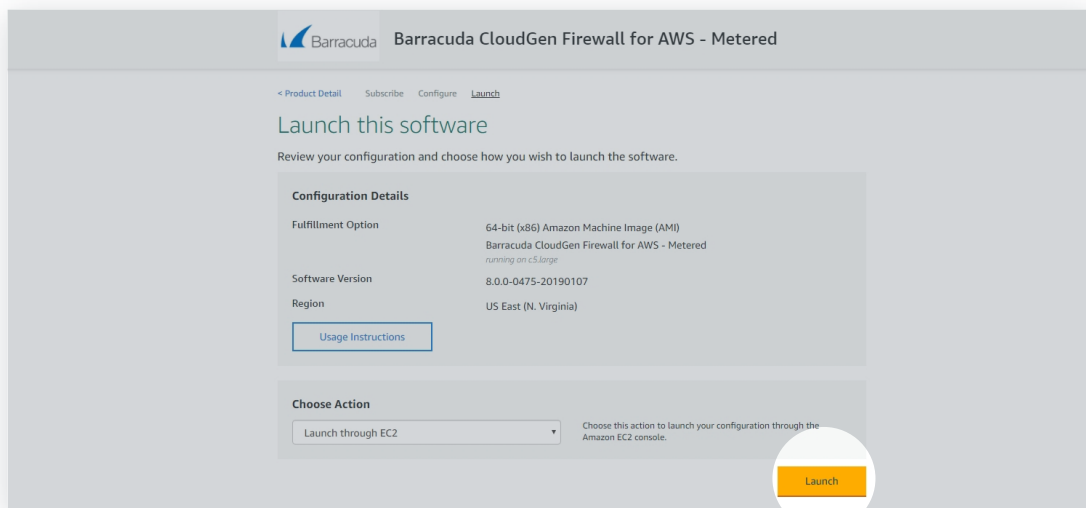 Barracuda Barracuda CloudGen Firewall for AWS - Metered
< Product Detail Subscribe Configure Launch
Launch this software
Review your configuration and choose how you wish to launch the software.
Configuration Details
Fulfillment Option
64-bit (x86) Amazon Machine Image (AMI)
Barracuda CloudGen Firewall for AWS - Metered
running on c5.large
Software Version 8.0.0-0475-20190107
Region US East (N. Virginia)
Usage Instructions
Choose Action
Launch through EC2
Choose this action to launch your configuration through the
Amazon EC2 console.
Launch